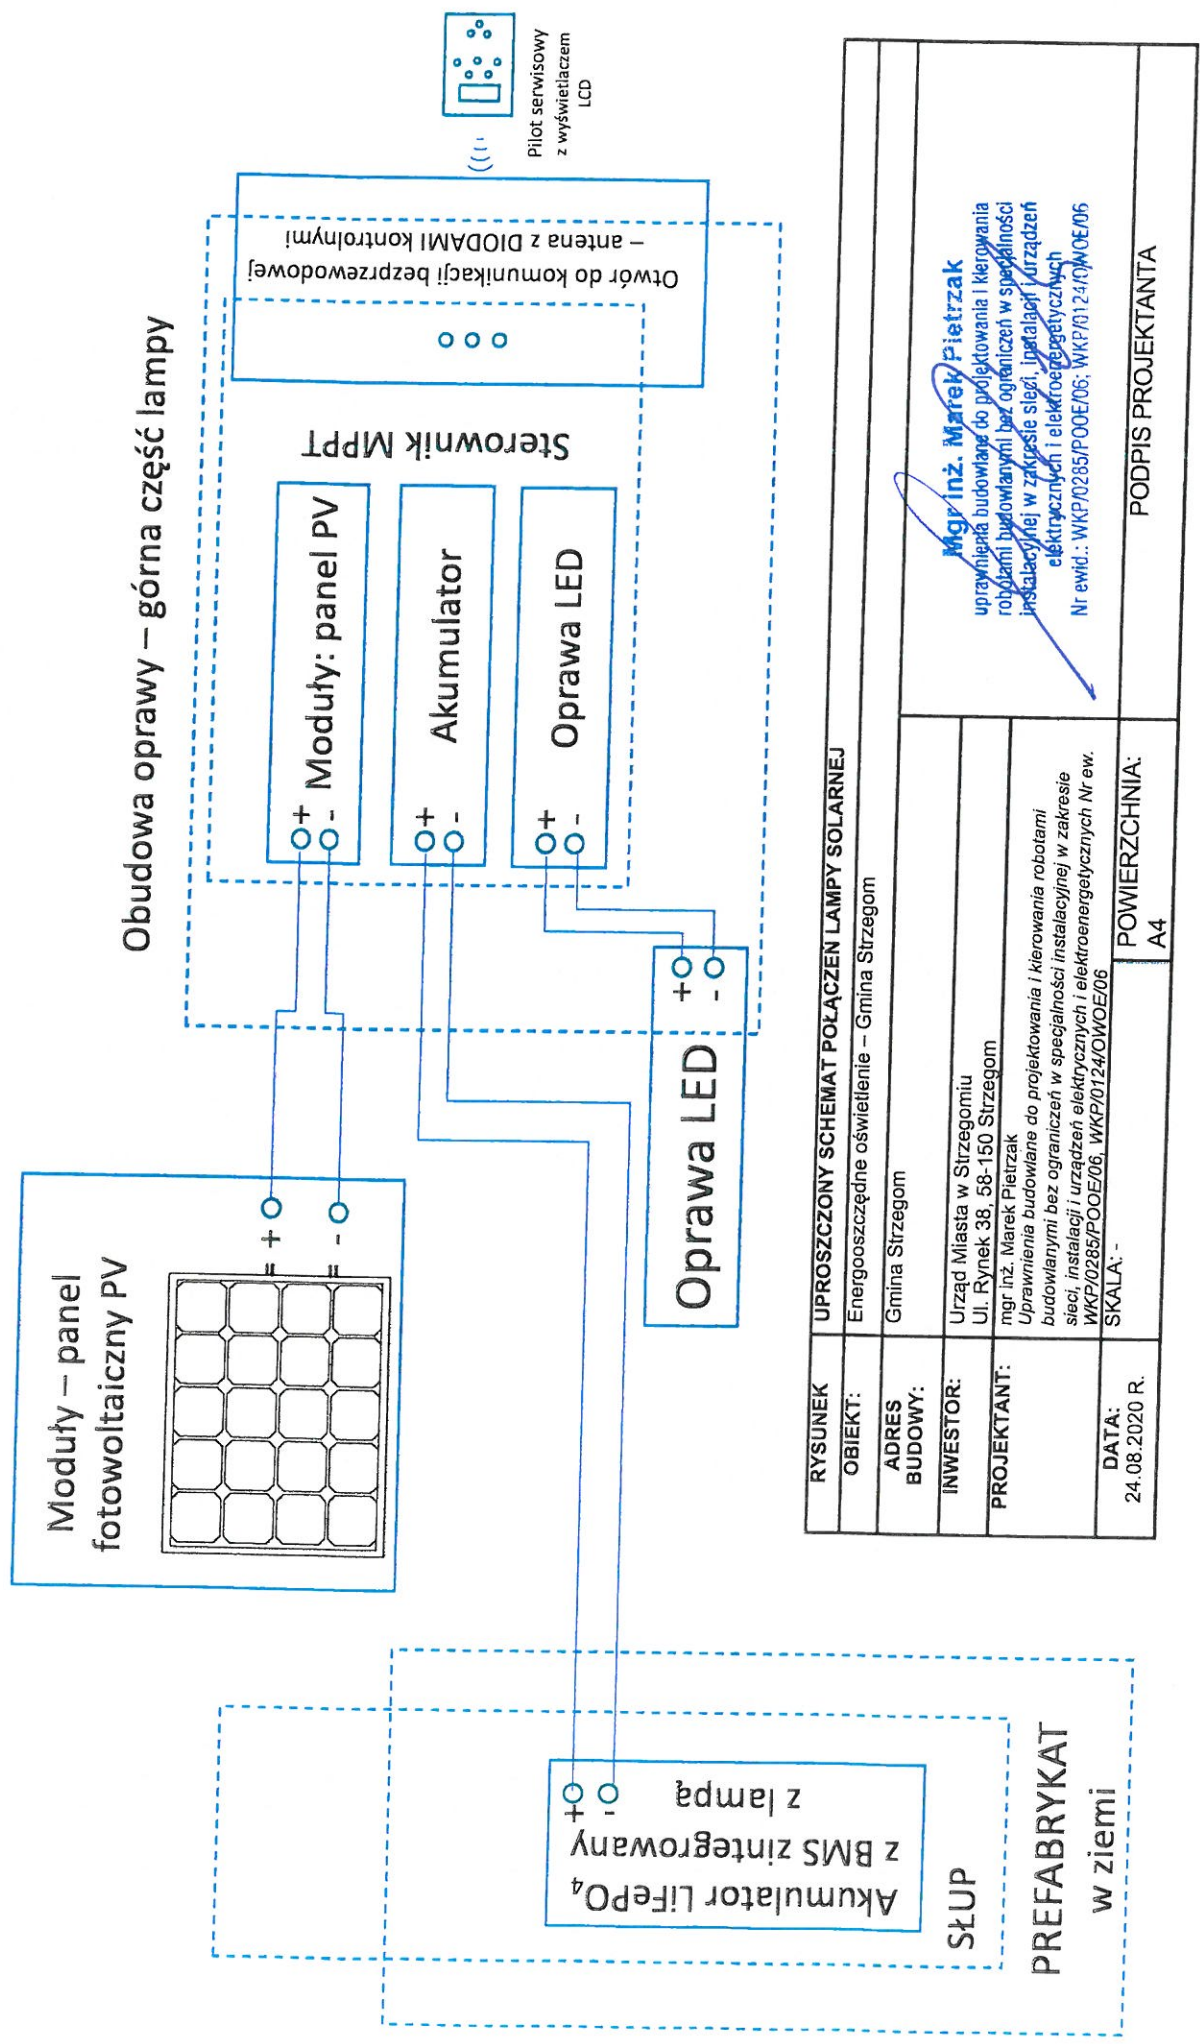 Obudowa oprawy – górna część lampy
Moduły – panel
fotowoltaiczny PV
+
-
+
-
Moduły: panel PV
+
-
Akumulator
+
-
Oprawa LED
Sterownik MPPT
Otwór do komunikacji bezprzewodowej
– antena z DIODAMI kontrolnymi
Pilot serwisowy
z wyświetlaczem
LCD
Oprawa LED
+
-
Akumulator LiFePO₄
z BMS zintegrowany
z lampą
+
-
SŁUP
PREFABRYKAT
w ziemi
RYSUNEK
UPROSZCZONY SCHEMAT POŁĄCZEŃ LAMPY SOLARNEJ
OBIEKT:
Energooszczędne oświetlenie – Gmina Strzegom
ADRES
BUDOWY:
Gmina Strzegom
INWESTOR:
Urząd Miasta w Strzegomiu
Ul. Rynek 38, 58-150 Strzegom
PROJEKTANT:
mgr inż. Marek Pietrzak
Uprawnienia budowlane do projektowania i kierowania robotami
budowlanymi bez ograniczeń w specjalności instalacyjnej w zakresie
sieci, instalacji i urządzeń elektrycznych i elektroenergetycznych Nr ew.
WKP/0285/POOE/06, WKP/0124/OWOE/06
Mgr inż. Marek Pietrzak
uprawnienia budowlane do projektowania i kierowania
robotami budowlanymi bez ograniczeń w specjalności
instalacyjnej w zakresie sieci, instalacji i urządzeń
elektrycznych i elektroenergetycznych
Nr ewid.: WKP/0285/POOE/06; WKP/0124/OWOE/06
DATA:
24.08.2020 R.
SKALA: -
POWIERZCHNIA:
A4
PODPIS PROJEKTANTA